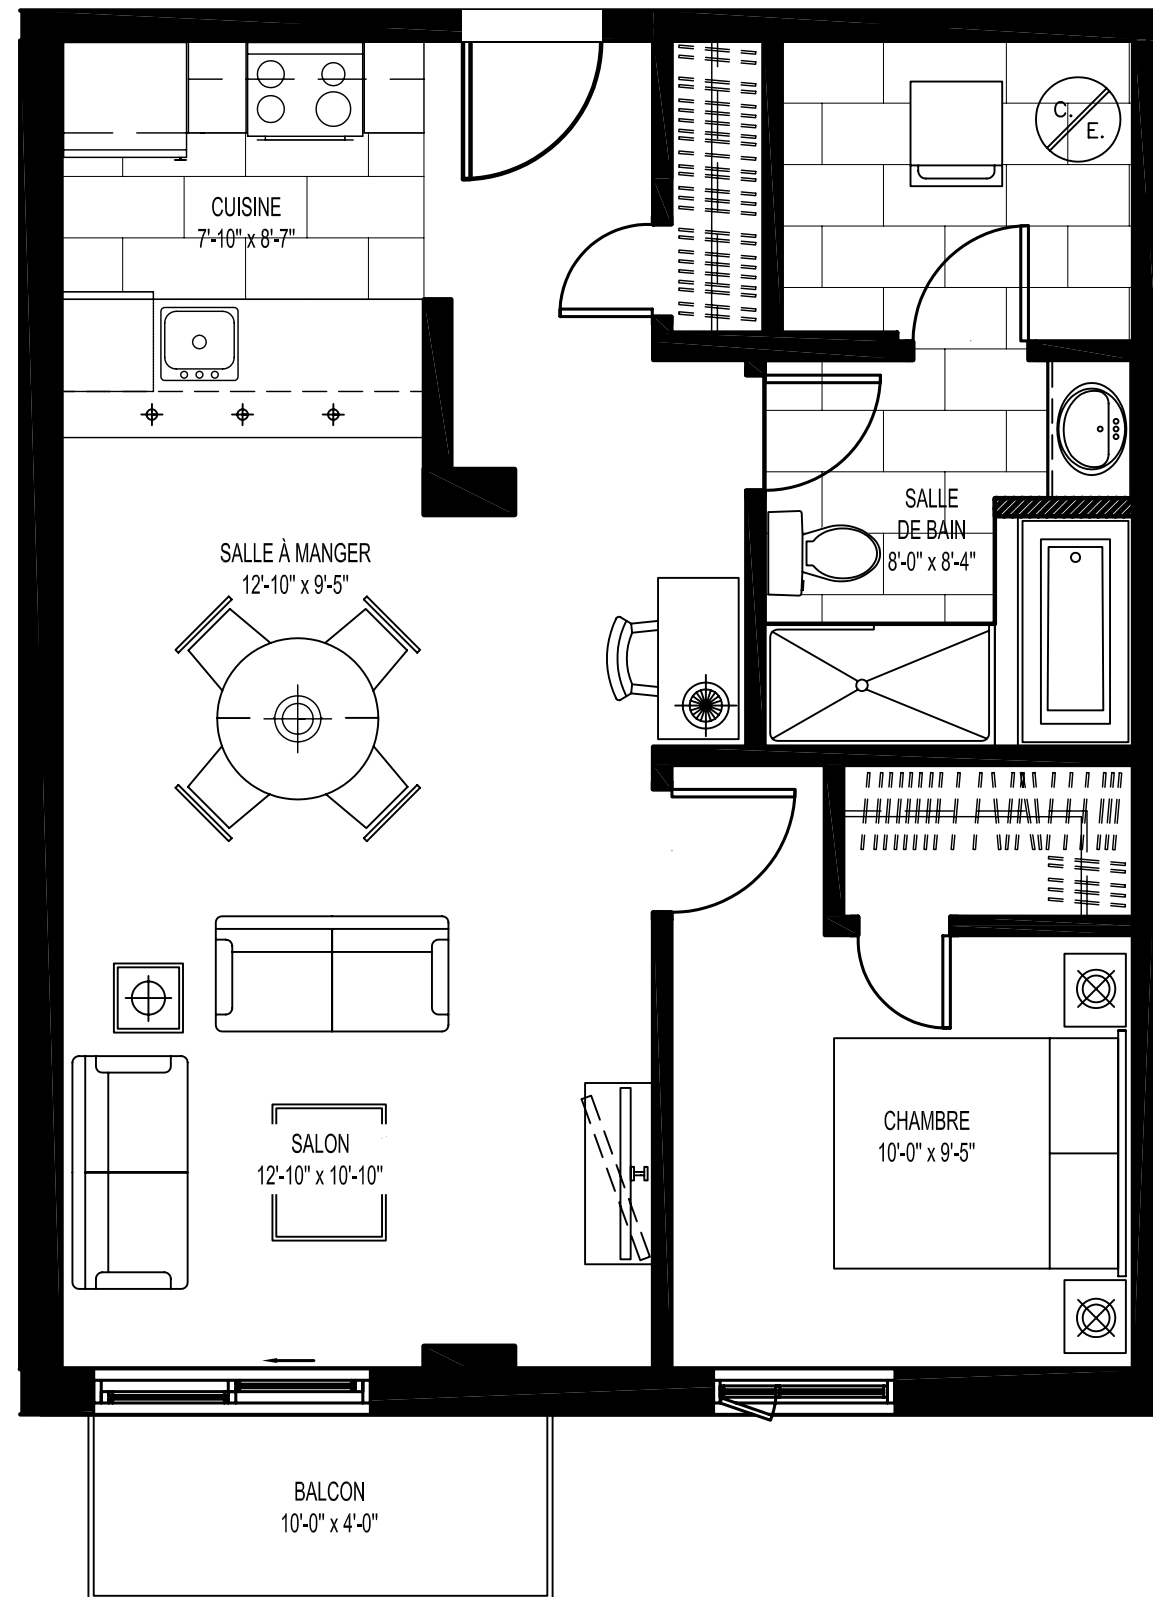 C.
E.
CUISINE
7'-10" x 8'-7"
SALLE
DE BAIN
8'-0" x 8'-4"
SALLE À MANGER
12'-10" x 9'-5"
CHAMBRE
10'-0" x 9'-5"
SALON
12'-10" x 10'-10"
BALCON
10'-0" x 4'-0"